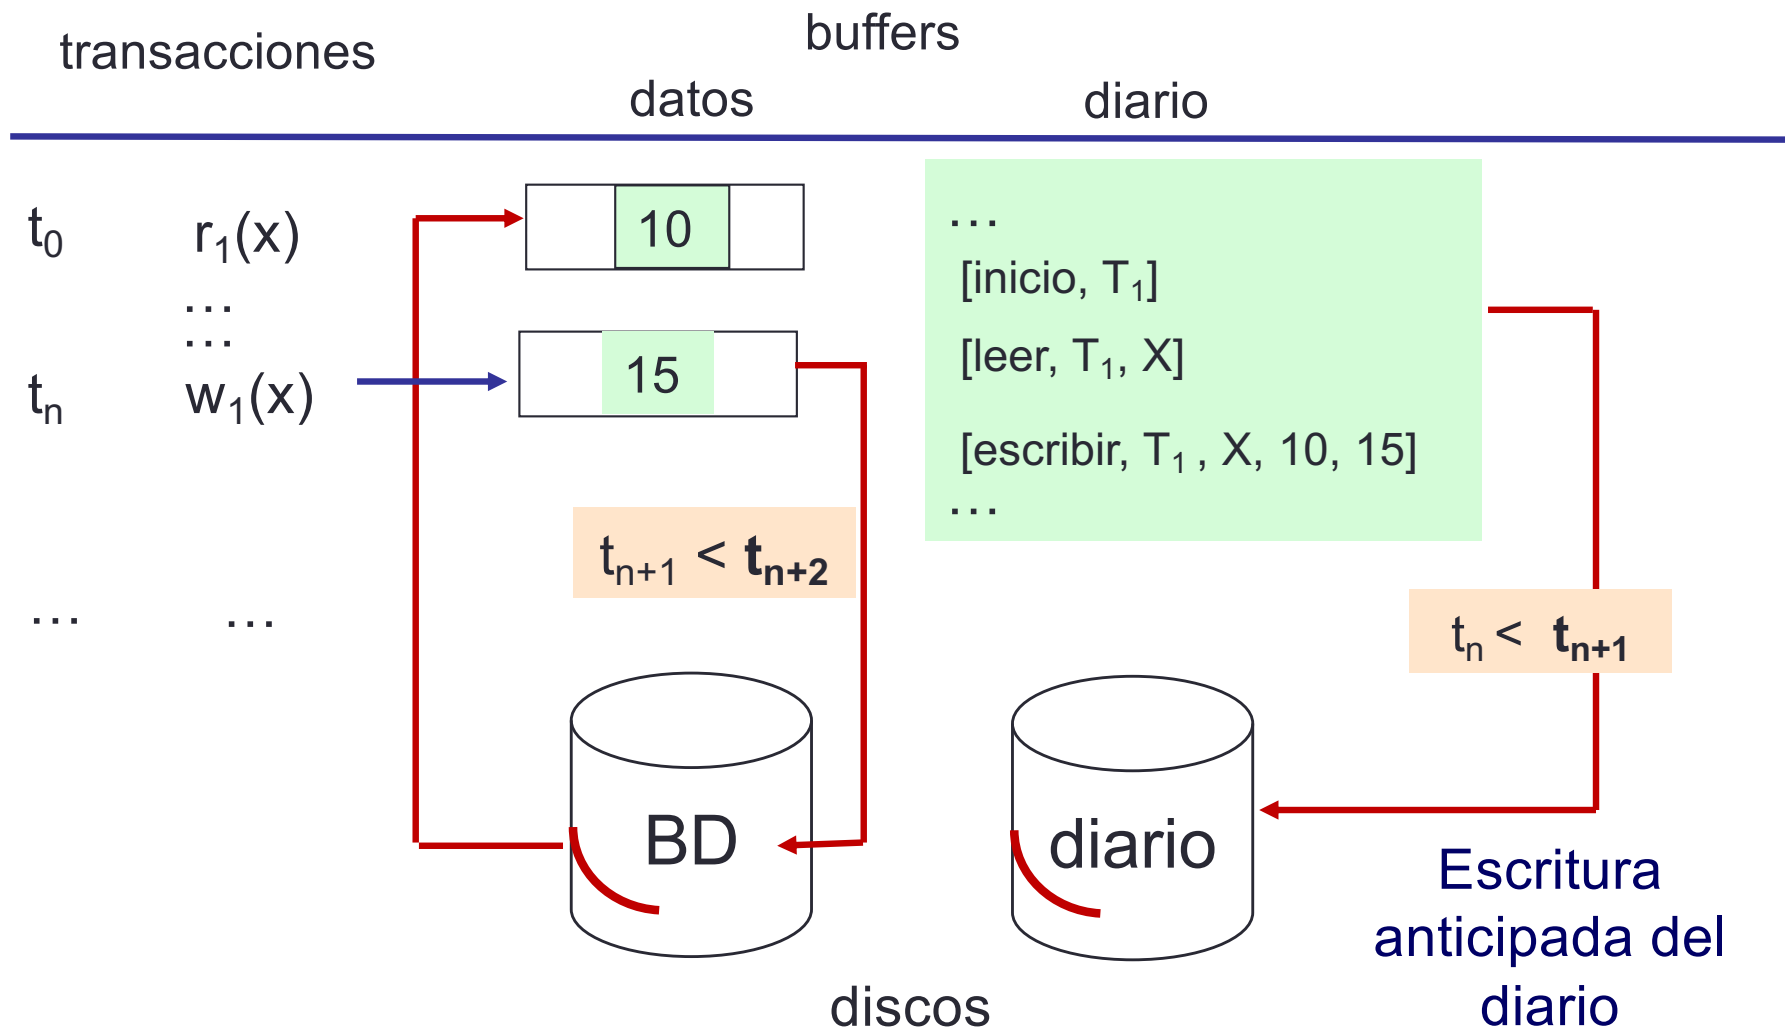 transacciones
buffers
datos
diario
t0 r1(x)
10
...
...
tn w1(x)
15
...
[inicio, T1]
[leer, T1, X]
[escribir, T1 , X, 10, 15]
...
tn+1 < tn+2
... ...
tn < tn+1
BD
diario
Escritura
anticipada del
diario
discos